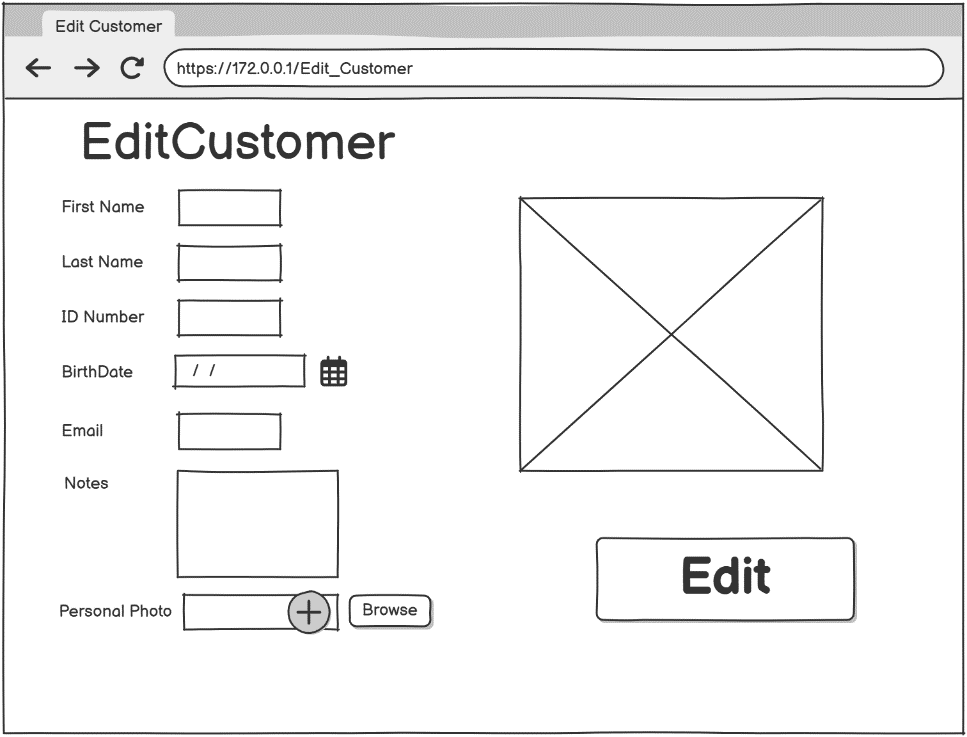 Edit Customer
https://172.0.0.1/Edit_Customer
EditCustomer
First Name
Last Name
ID Number
BirthDate / /
Email
Notes
Personal Photo Browse
Edit